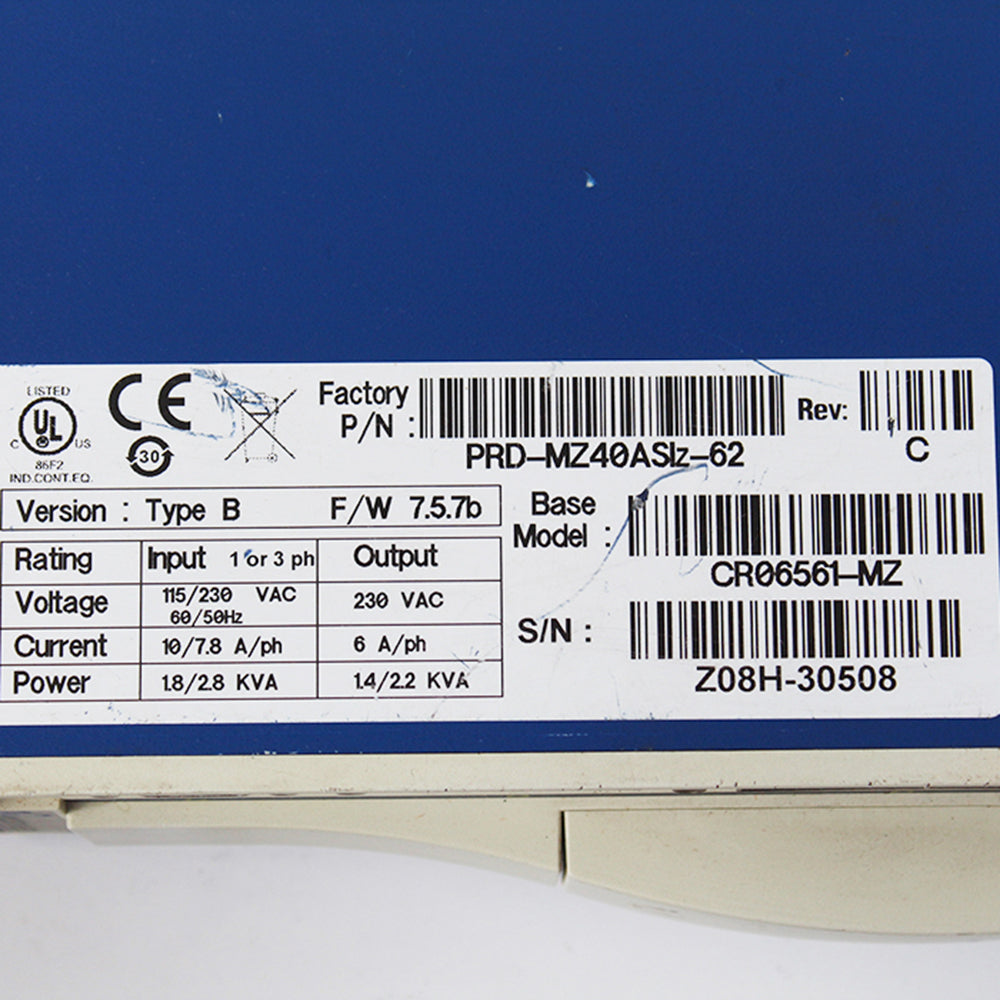 LISTED
C UL US
86F2
IND.CONT.EQ.
CE
30
Factory
P/N :
PRD-MZ40ASIz-62
Rev:
C
Version : Type B F/W 7.5.7b
Base
Model :
CR06561-MZ
Rating Input 1 or 3 ph Output
Voltage 115/230 VAC 230 VAC
60/50Hz
Current 10/7.8 A/ph 6 A/ph
Power 1.8/2.8 KVA 1.4/2.2 KVA
S/N :
Z08H-30508